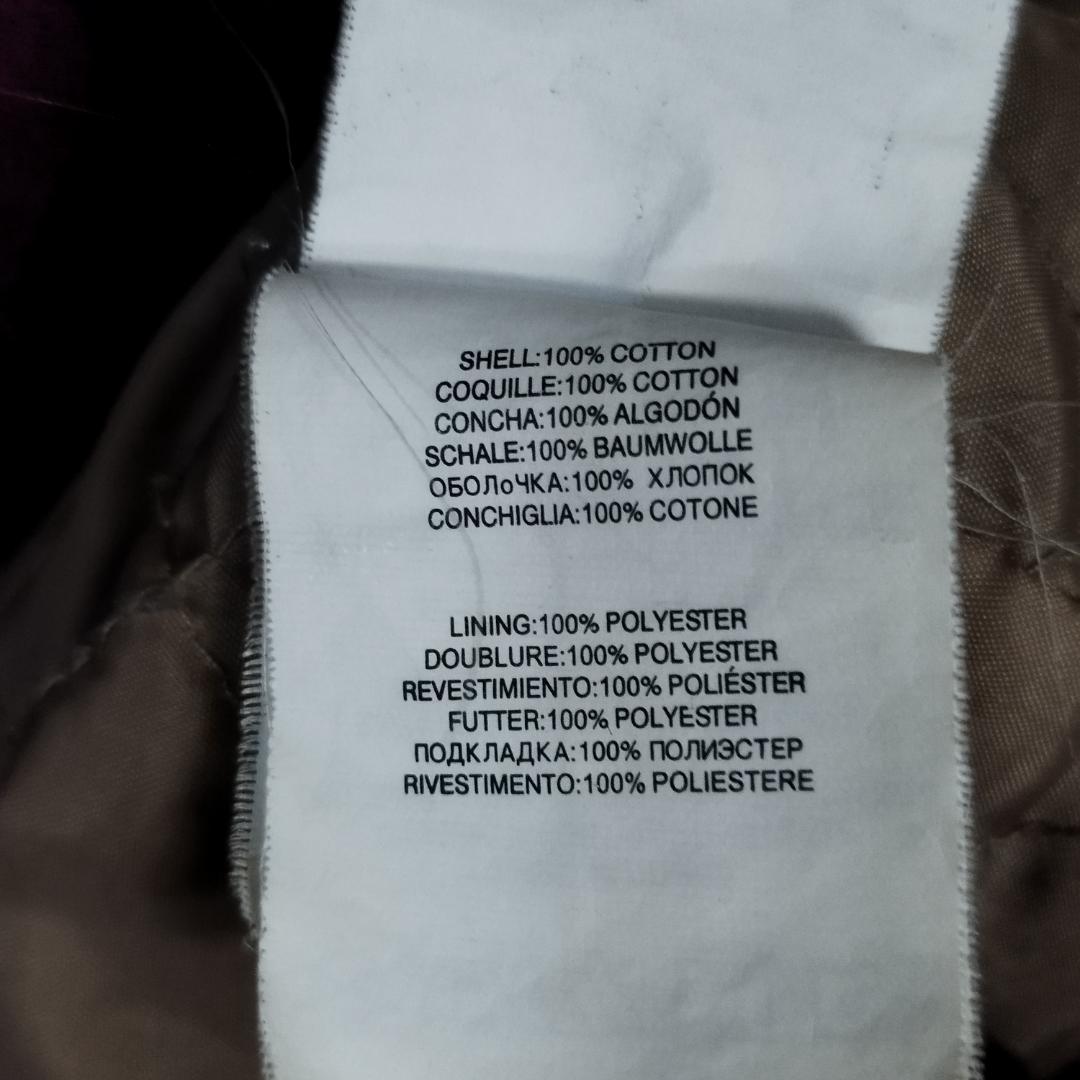 SHELL:100% COTTON
COQUILLE:100% COTTON
CONCHA:100% ALGODÓN
SCHALE:100% BAUMWOLLE
ОБОЛоЧКА:100% ХЛОПОК
CONCHIGLIA:100% COTONE
LINING:100% POLYESTER
DOUBLURE:100% POLYESTER
REVESTIMIENTO:100% POLIÉSTER
FUTTER:100% POLYESTER
ПОДКЛАДКА:100% ПОЛИЭСТЕР
RIVESTIMENTO:100% POLIESTERE